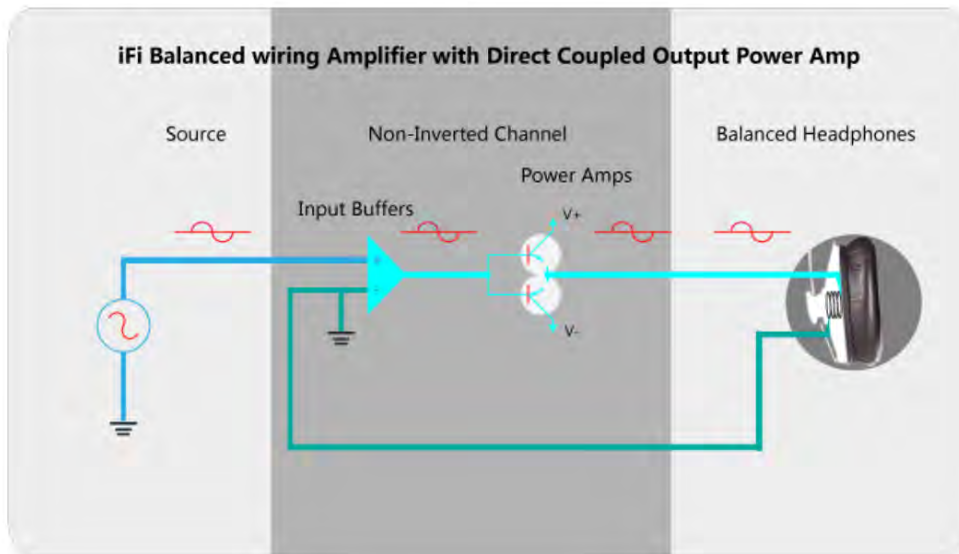 iFi Balanced wiring Amplifier with Direct Coupled Output Power Amp
Source
Non-Inverted Channel
Balanced Headphones
Power Amps
Input Buffers
V+
V-